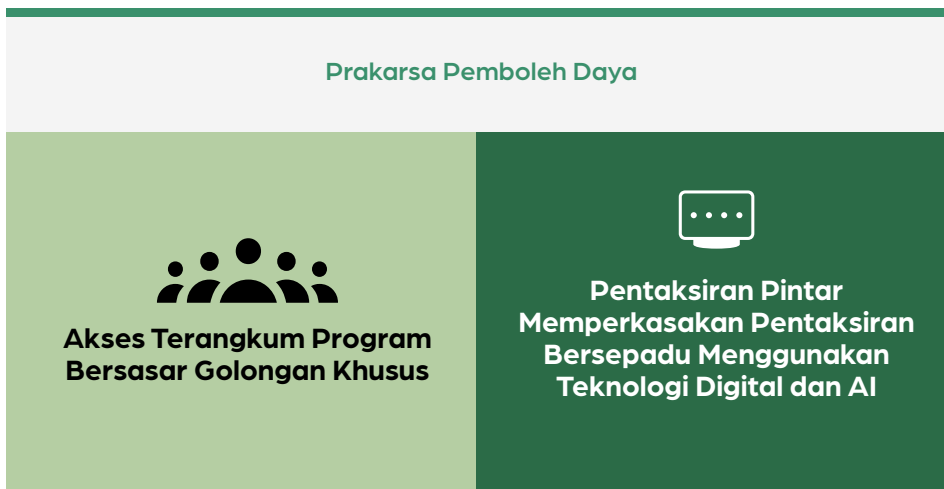 Prakarsa Pemboleh Daya
Akses Terangkum Program
Bersasar Golongan Khusus
Pentaksiran Pintar
Memperkasakan Pentaksiran
Bersepadu Menggunakan
Teknologi Digital dan AI